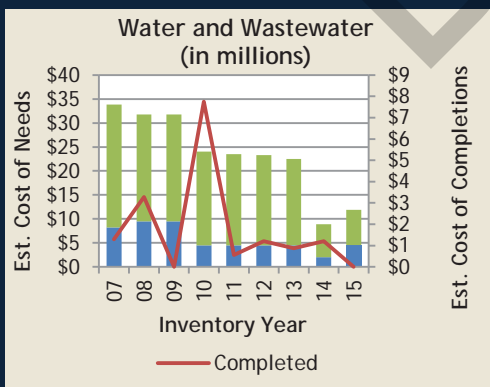 Water and Wastewater
(in millions)
Est. Cost of Needs
$40
$35
$30
$25
$20
$15
$10
$5
$0
$9
$8
$7
$6
$5
$4
$3
$2
$1
$0
Est. Cost of Completions
07 08 09 10 11 12 13 14 15
Inventory Year
Completed